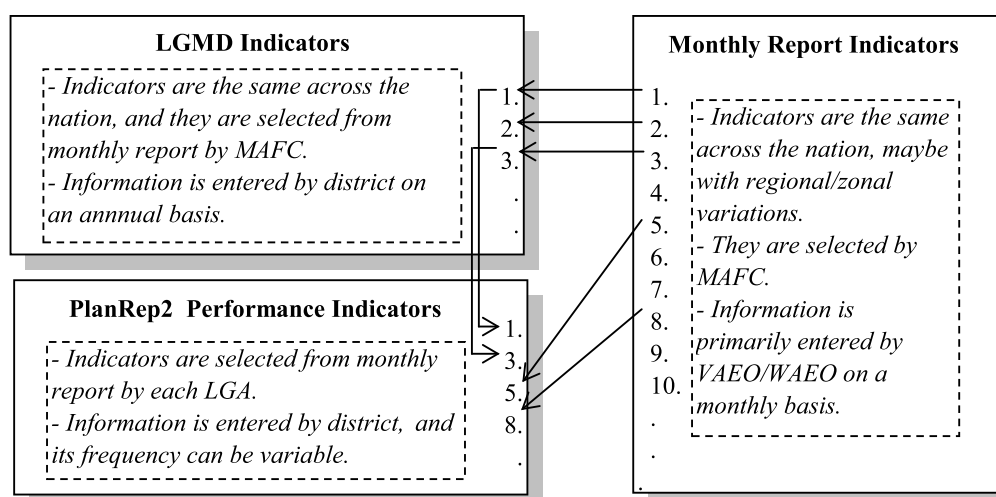 LGMD Indicators
- Indicators are the same across the
nation, and they are selected from
monthly report by MAFC.
- Information is entered by district on
an annnual basis.
1.
2.
3.
.
.
PlanRep2 Performance Indicators
- Indicators are selected from monthly
report by each LGA.
- Information is entered by district, and
its frequency can be variable.
1.
3.
5.
8.
.
Monthly Report Indicators
1.
2.
3.
4.
5.
6.
7.
8.
9.
10.
.
.
.
- Indicators are the same
across the nation, maybe
with regional/zonal
variations.
- They are selected by
MAFC.
- Information is
primarily entered by
VAEO/WAEO on a
monthly basis.